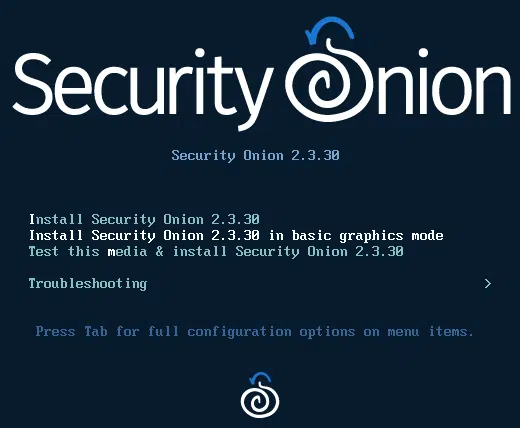 Security Onion
Security Onion 2.3.30
Install Security Onion 2.3.30
Install Security Onion 2.3.30 in basic graphics mode
Test this media & install Security Onion 2.3.30
Troubleshooting >
Press Tab for full configuration options on menu items.